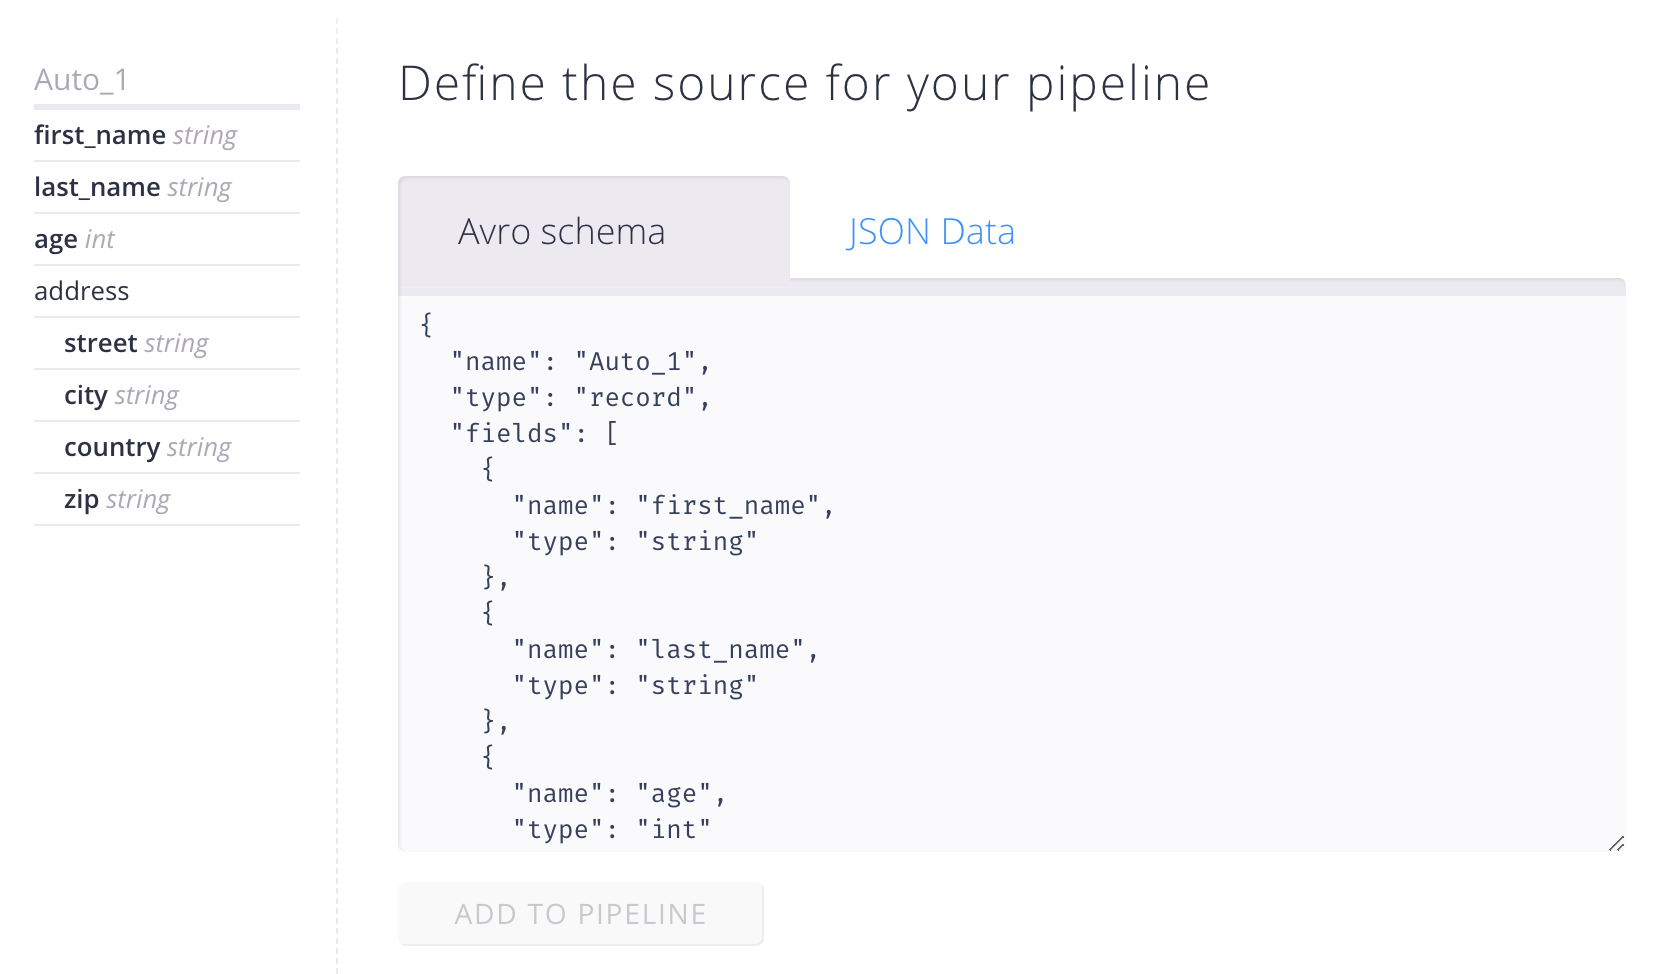 Auto_1
first_name string
last_name string
age int
address
street string
city string
country string
zip string
Define the source for your pipeline
Avro schema
JSON Data
{
  "name": "Auto_1",
  "type": "record",
  "fields": [
    {
      "name": "first_name",
      "type": "string"
    },
    {
      "name": "last_name",
      "type": "string"
    },
    {
      "name": "age",
      "type": "int"
ADD TO PIPELINE